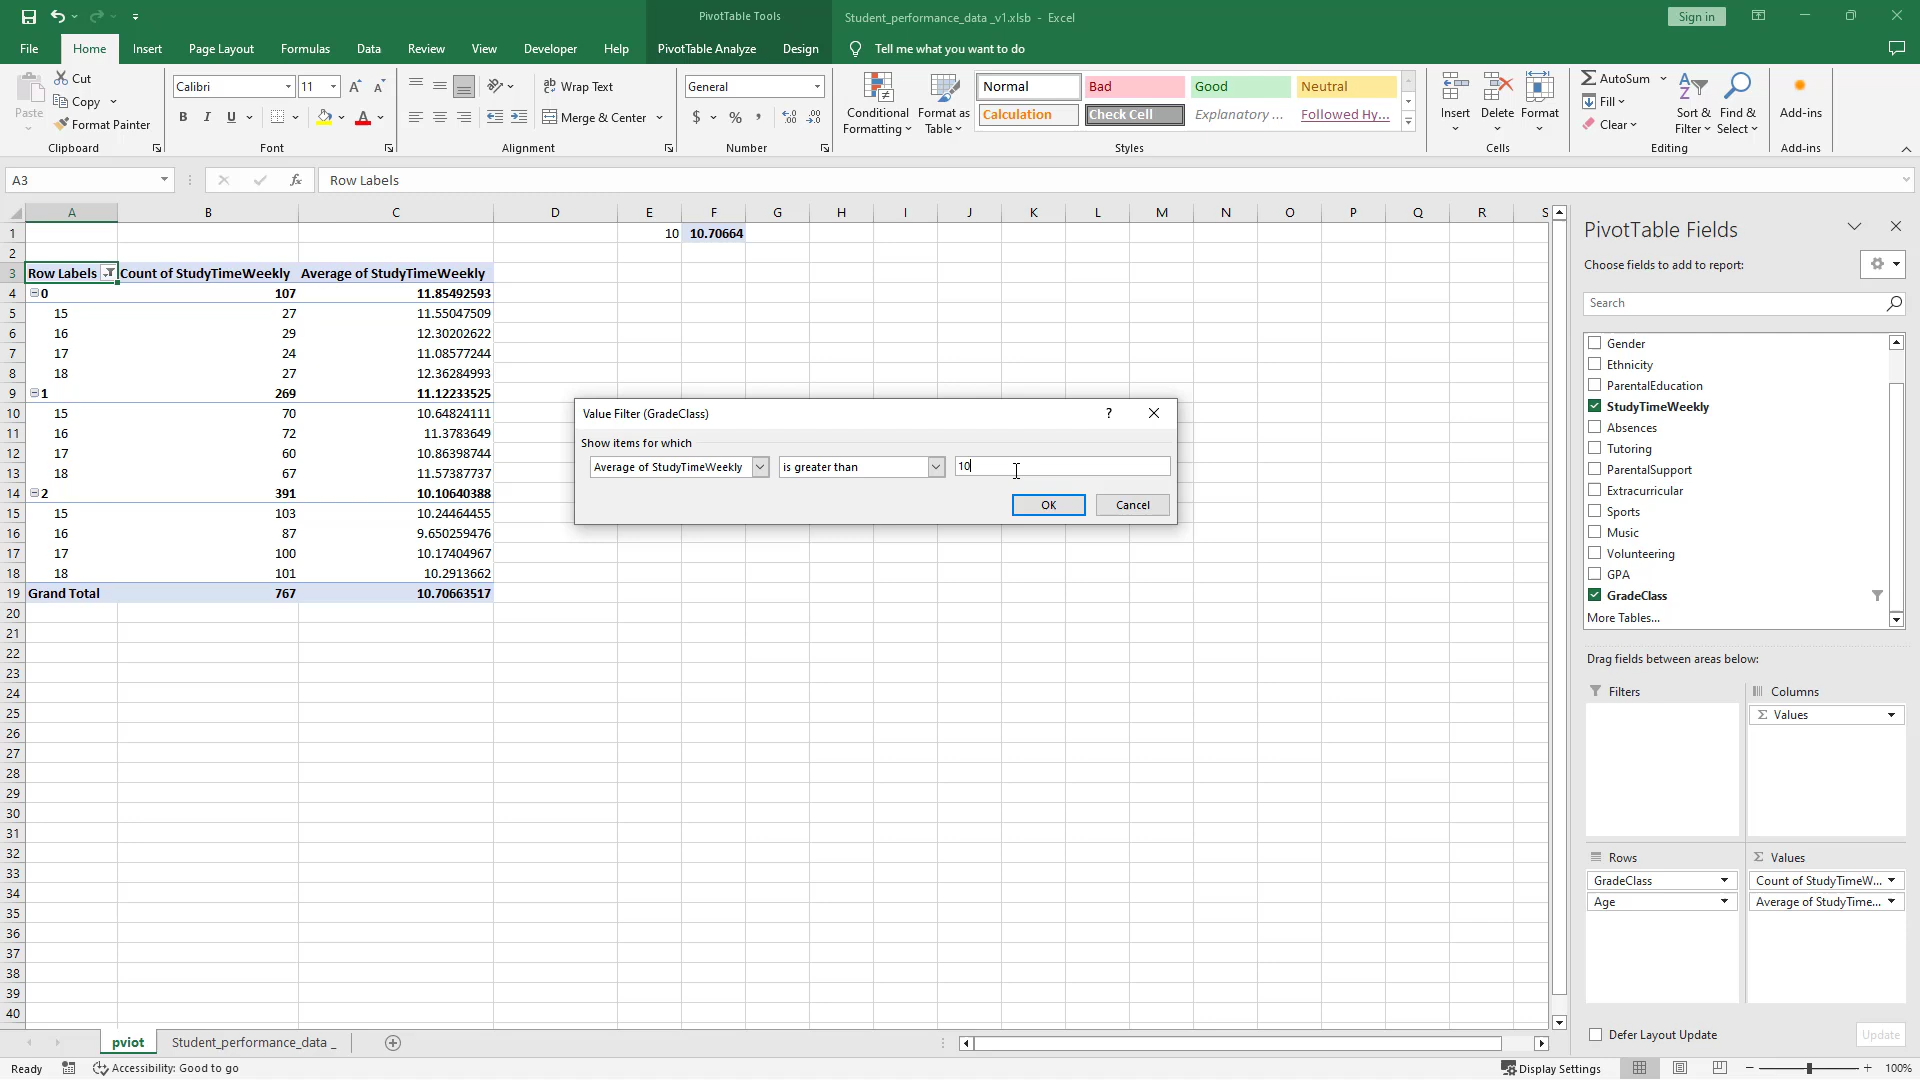 PivotTable Tools
Student_performance_data _v1.xlsb - Excel
Sign in
File Home Insert Page Layout Formulas Data Review View Developer Help PivotTable Analyze Design Tell me what you want to do
Paste
Cut
Copy
Format Painter
Clipboard
Calibri 11
B I U
Font
Wrap Text
Merge & Center
Alignment
General
$ % ,
Number
Conditional Formatting
Format as Table
Normal Bad Good Neutral
Calculation Check Cell Explanatory ... Followed Hy...
Styles
Insert Delete Format
Cells
AutoSum
Fill
Clear
Sort & Filter
Find & Select
Editing
Add-ins
Add-ins
A3 fx Row Labels
A B C D E F G H I J K L M N O P Q R S
1 10 10.70664
2
3 Row Labels Count of StudyTimeWeekly Average of StudyTimeWeekly
4 0 107 11.85492593
5 15 27 11.55047509
6 16 29 12.30202622
7 17 24 11.08577244
8 18 27 12.36284993
9 1 269 11.12233525
10 15 70 10.64824111
11 16 72 11.3783649
12 17 60 10.86398744
13 18 67 11.57387737
14 2 391 10.10640388
15 15 103 10.24464455
16 16 87 9.650259476
17 17 100 10.17404967
18 18 101 10.2913662
19 Grand Total 767 10.70663517
20
21
22
23
24
25
26
27
28
29
30
31
32
33
34
35
36
37
38
39
40
Value Filter (GradeClass)
?
Show items for which
Average of StudyTimeWeekly is greater than 10
OK Cancel
PivotTable Fields
Choose fields to add to report:
Search
Gender
Ethnicity
ParentalEducation
StudyTimeWeekly
Absences
Tutoring
ParentalSupport
Extracurricular
Sports
Music
Volunteering
GPA
GradeClass
More Tables...
Drag fields between areas below:
Filters
Columns
Σ Values
Rows
GradeClass
Age
Σ Values
Count of StudyTimeW...
Average of StudyTime...
Defer Layout Update Update
pviot Student_performance_data _
Ready Accessibility: Good to go Display Settings 100%